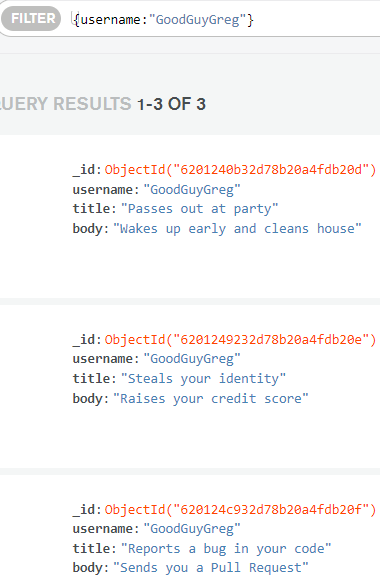 FILTER {username:"GoodGuyGreg"}
QUERY RESULTS 1-3 OF 3
_id: ObjectId("6201240b32d78b20a4fdb20d")
username: "GoodGuyGreg"
title: "Passes out at party"
body: "Wakes up early and cleans house"
_id: ObjectId("6201249232d78b20a4fdb20e")
username: "GoodGuyGreg"
title: "Steals your identity"
body: "Raises your credit score"
_id: ObjectId("620124c932d78b20a4fdb20f")
username: "GoodGuyGreg"
title: "Reports a bug in your code"
body: "Sends you a Pull Request"